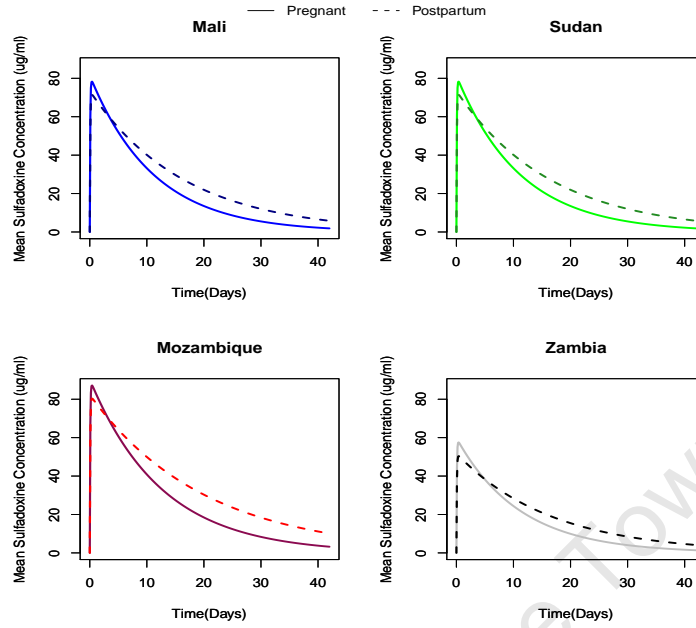 Pregnant Postpartum
Mali
Mean Sulfadoxine Concentration (ug/ml)
0 20 40 60 80
0 10 20 30 40
Time(Days)
Sudan
Mean Sulfadoxine Concentration (ug/ml)
0 20 40 60 80
0 10 20 30 40
Time(Days)
Mozambique
Mean Sulfadoxine Concentration (ug/ml)
0 20 40 60 80
0 10 20 30 40
Time(Days)
Zambia
Mean Sulfadoxine Concentration (ug/ml)
0 20 40 60 80
0 10 20 30 40
Time(Days)
e Tow